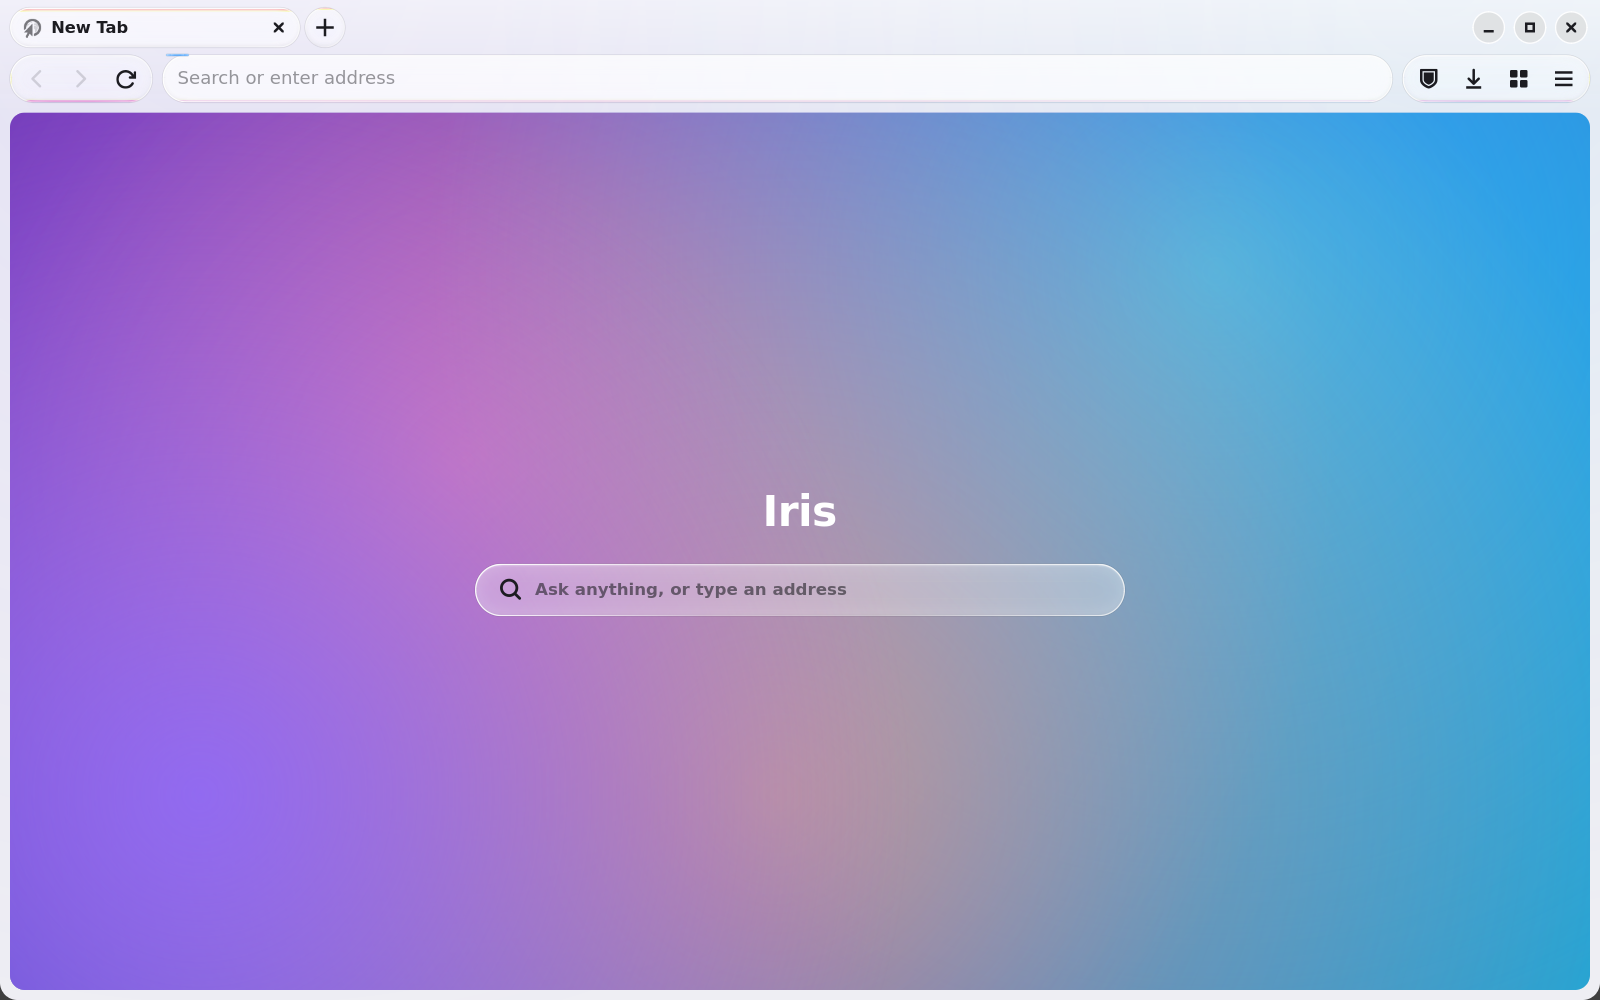 New Tab
Search or enter address
Iris
Ask anything, or type an address